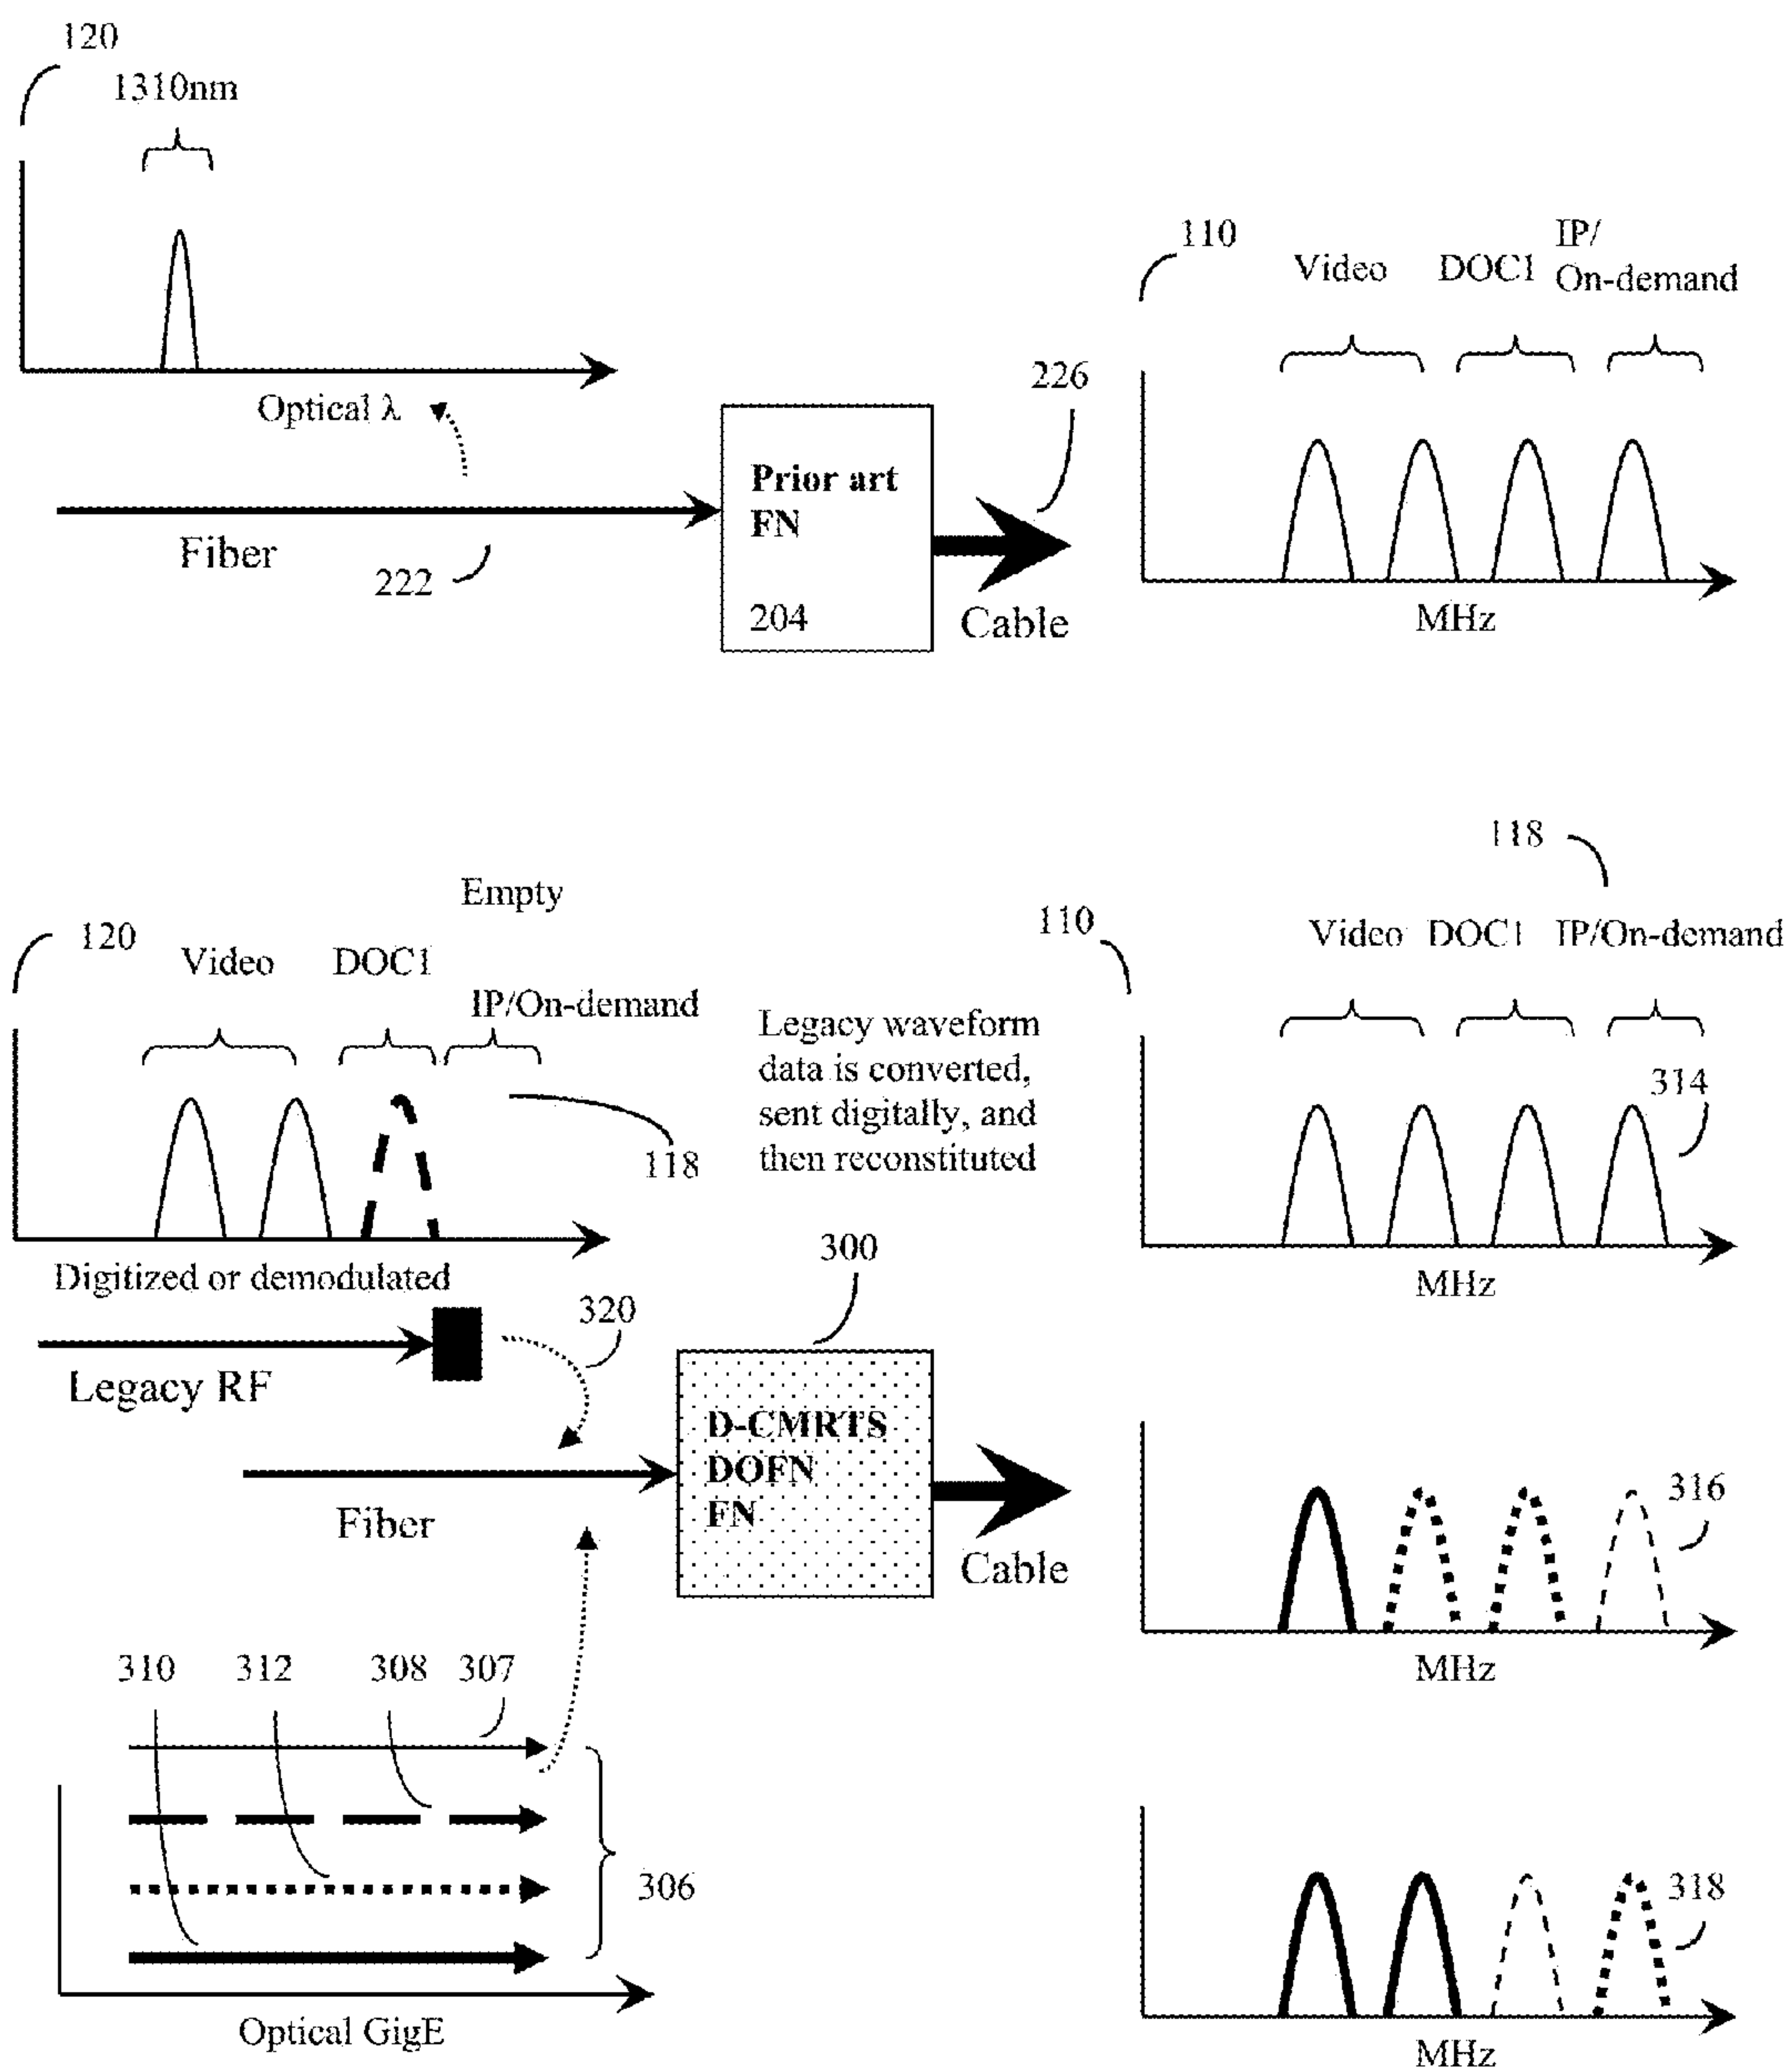 120
1310nm
Optical λ
Fiber
222
Prior art
FN
204
226
Cable
110
Video
DOC1
IP/
On-demand
MHz
Empty
120
Video
DOC1
IP/On-demand
118
Digitized or demodulated
Legacy waveform
data is converted,
sent digitally, and
then reconstituted
118
110
Video
DOC1
IP/On-demand
314
MHz
Legacy RF
320
300
D-CMRTS
DOFN
FN
Fiber
Cable
316
MHz
310
312
308
307
306
Optical GigE
318
MHz